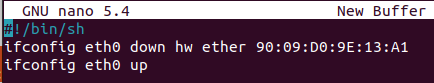 GNU nano 5.4 New Buffer
#!/bin/sh
ifconfig eth0 down hw ether 90:09:D0:9E:13:A1
ifconfig eth0 up